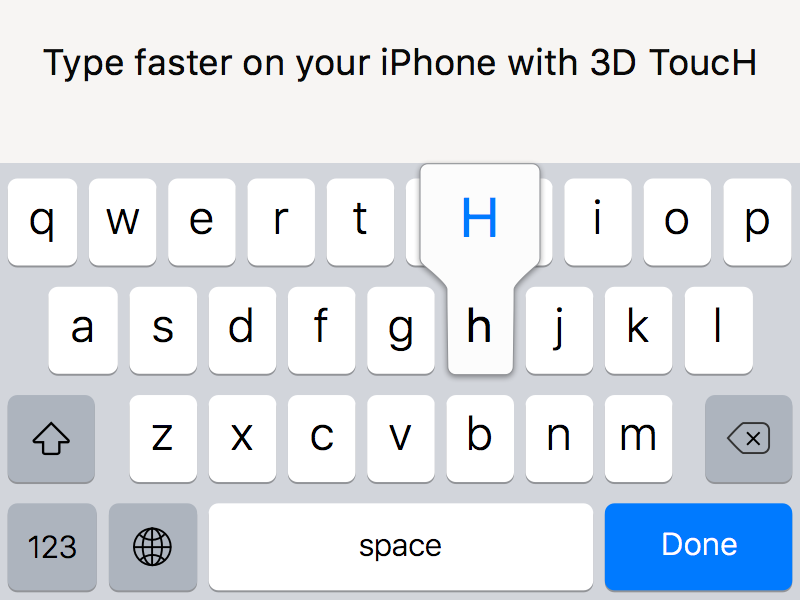 Type faster on your iPhone with 3D ToucH
q w e r t H i o p
a s d f g h j k l
z x c v b n m
123 space Done